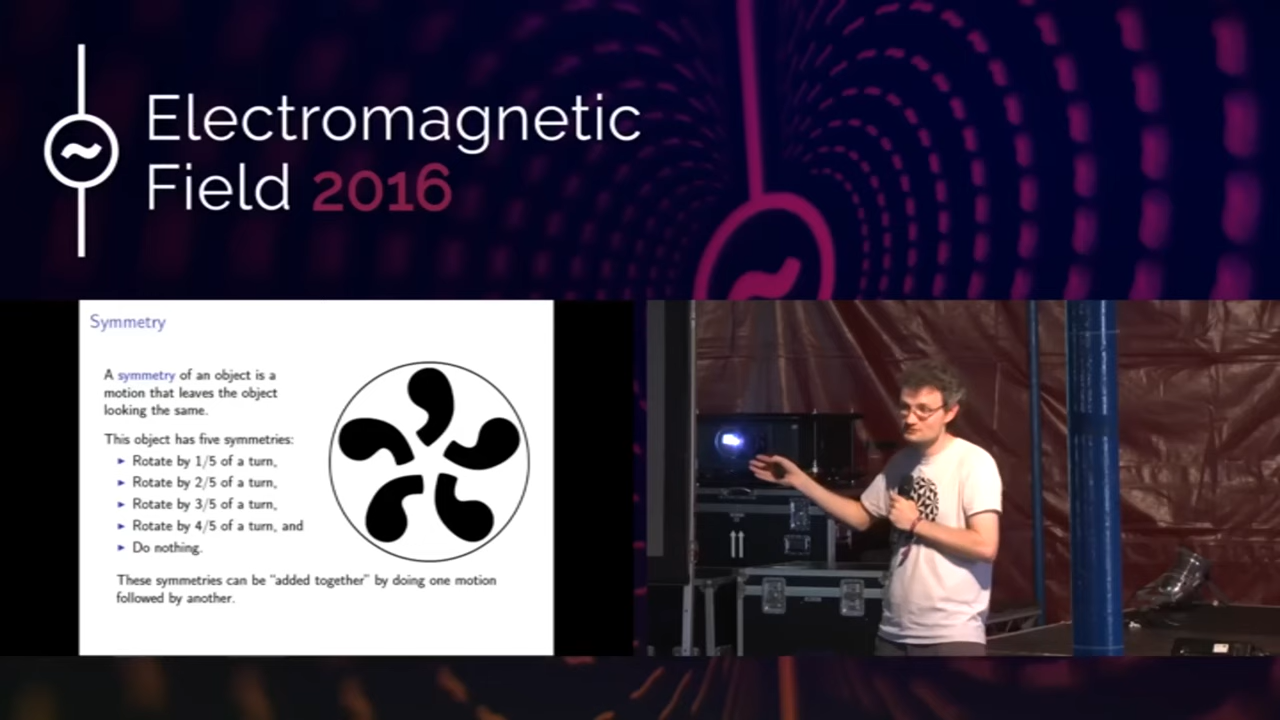 Electromagnetic
Field 2016
Symmetry
A symmetry of an object is a
motion that leaves the object
looking the same.
This object has five symmetries:
► Rotate by 1/5 of a turn,
► Rotate by 2/5 of a turn,
► Rotate by 3/5 of a turn,
► Rotate by 4/5 of a turn, and
► Do nothing.
These symmetries can be “added together” by doing one motion
followed by another.